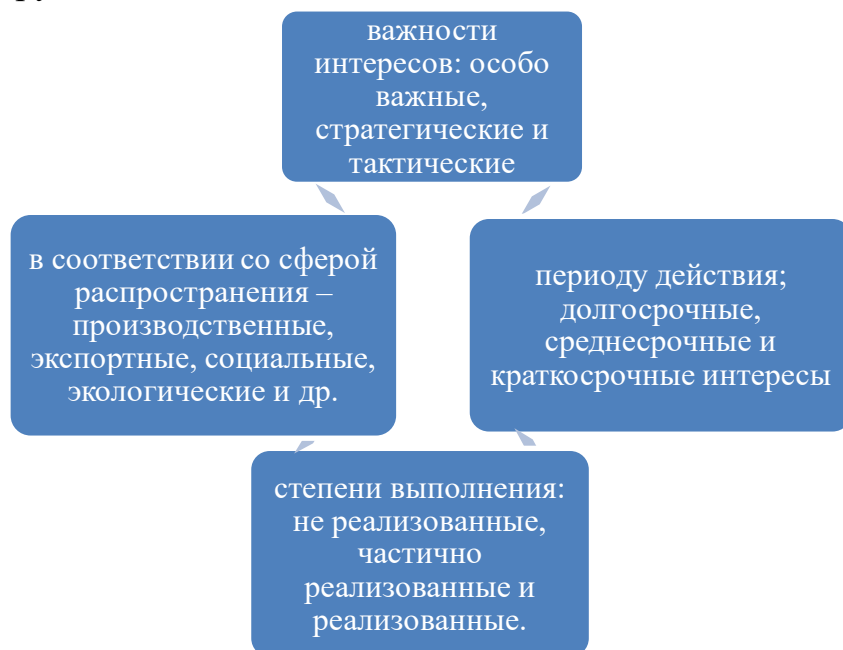 важности
интересов: особо
важные,
стратегические и
тактические
в соответствии со сферой
распространения –
производственные,
экспортные, социальные,
экологические и др.
периоду действия;
долгосрочные,
среднесрочные и
краткосрочные интересы
степени выполнения:
не реализованные,
частично
реализованные и
реализованные.